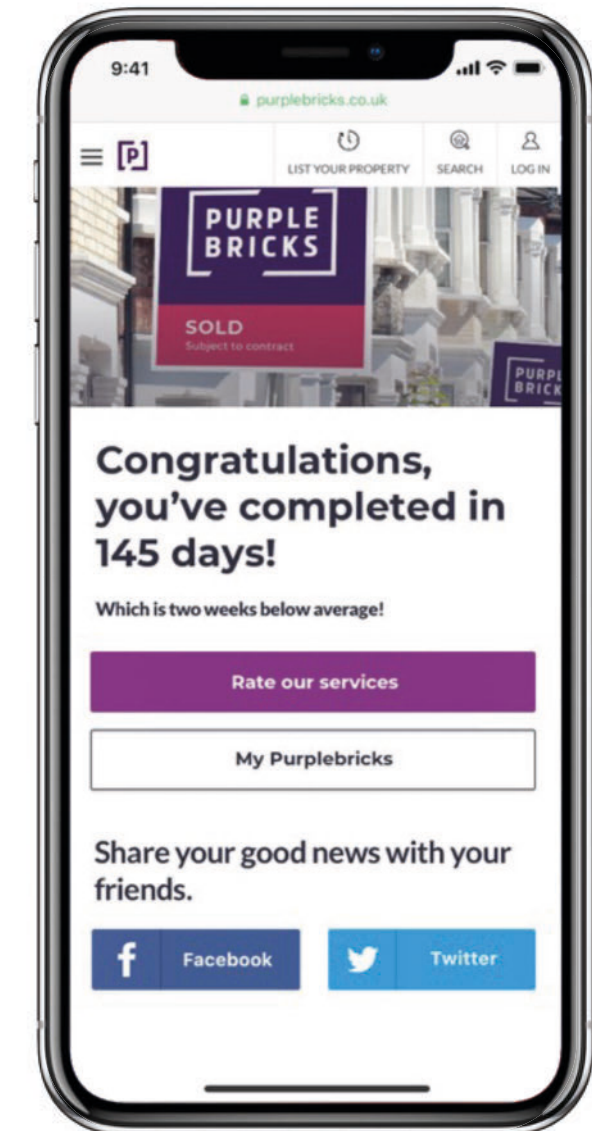 9:41
purplebricks.co.uk
[P]
LIST YOUR PROPERTY
SEARCH
LOG IN
PURPLE
BRICKS
SOLD
Subject to contract
PURPL
BRICK
Congratulations,
you’ve completed in
145 days!
Which is two weeks below average!
Rate our services
My Purplebricks
Share your good news with your
friends.
f Facebook
Twitter